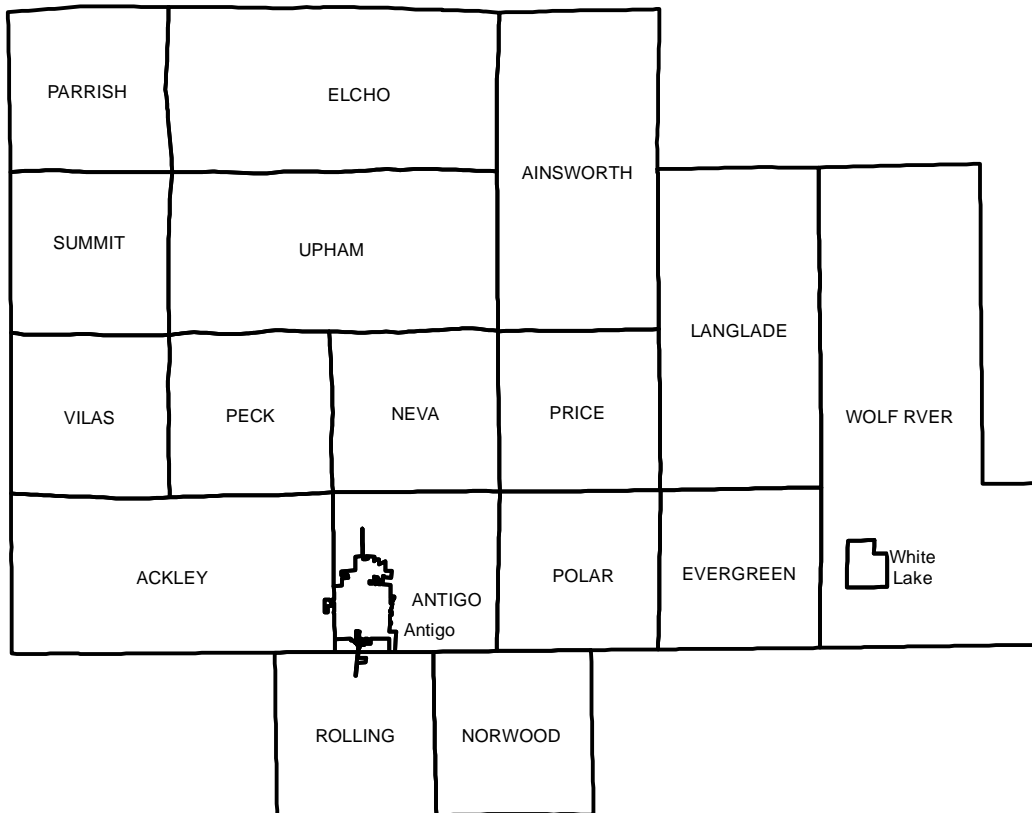 PARRISH
ELCHO
AINSWORTH
SUMMIT
UPHAM
LANGLADE
VILAS
PECK
NEVA
PRICE
WOLF RVER
ACKLEY
ANTIGO
Antigo
POLAR
EVERGREEN
White
Lake
ROLLING
NORWOOD